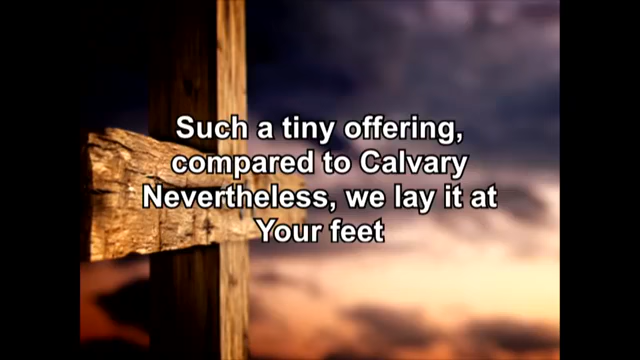 Such a tiny offering,
compared to Calvary
Nevertheless, we lay it at
Your feet